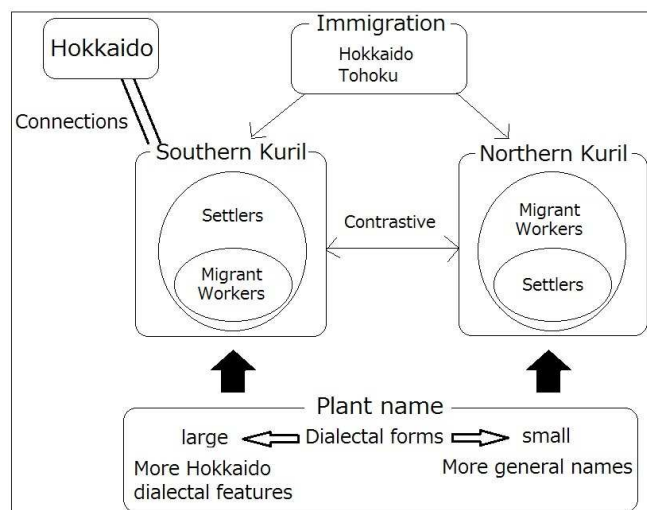 Immigration
Hokkaido
Hokkaido
Tohoku
Connections
Southern Kuril
Northern Kuril
Settlers
Migrant
Workers
Contrastive
Migrant
Workers
Settlers
Plant name
large
Dialectal forms
small
More Hokkaido
dialectal features
More general names